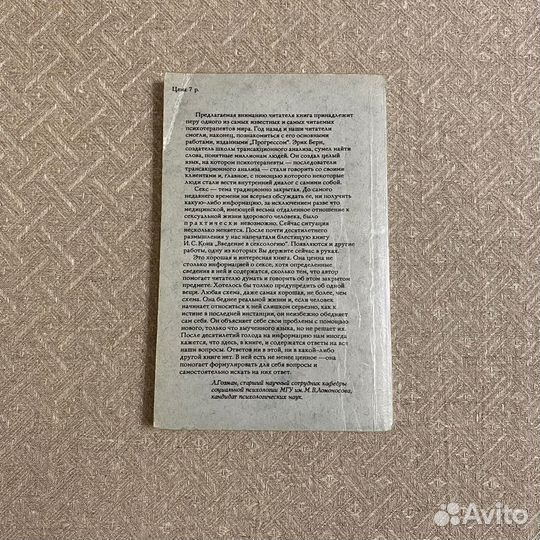 Цена 7 р.
Предлагаемая вниманию читателя книга принадлежит
перу одного из самых известных и самых читаемых
психотерапевтов мира. Год назад и наши читатели
смогли, наконец, познакомиться с его основными
работами, изданными „Прогрессом". Эрик Берн,
создатель школы трансакционного анализа, сумел найти
слова, понятные миллионам людей. Он создал целый
язык, на котором психотерапевты — последователи
трансакционного анализа — стали говорить со своими
клиентами и, главное, с помощью которого некоторые
люди стали вести внутренний диалог с самими собой.
Секс — тема традиционно закрытая. До самого
недавнего времени ни всерьез обсуждать ее, ни получить
какую-либо информацию, за исключением разве что
медицинской, имеющей весьма отдаленное отношение к
сексуальной жизни здорового человека, было
практически невозможно. Сейчас ситуация
несколько меняется. После почти десятилетнего
размышления у нас напечатали блестящую книгу
И.С.Кона „Введение в сексологию". Появляются и другие
работы, одну из которых Вы держите сейчас в руках.
Это хорошая и интересная книга. Она ценна не
столько информацией о сексе, хотя определенные
сведения в ней и содержатся, сколько тем, что автор
помогает читателю думать и говорить об этом закрытом
предмете. Хотелось бы только предупредить об одной
вещи. Любая схема, даже самая хорошая, не более, чем
схема. Она беднее реальной жизни и, если человек
начинает относиться к ней слишком серьезно, как к
истине в последней инстанции, он неизбежно обедняет
сам себя. Он объясняет себе свои проблемы с помощью
нового, только что выученного языка, но не решает их.
После десятилетий голода на информацию нам иногда
кажется, что здесь, в книге, и содержатся ответы на все
наши вопросы. Ответов ни в этой, ни в какой-либо
другой книге нет. В ней есть не менее ценное — она
помогает формулировать для себя вопросы и
самостоятельно искать на них ответ.
А.Гозман, старший научный сотрудник кафедры
социальной психологии МГУ им. М.В.Ломоносова,
кандидат психологических наук.
Avito